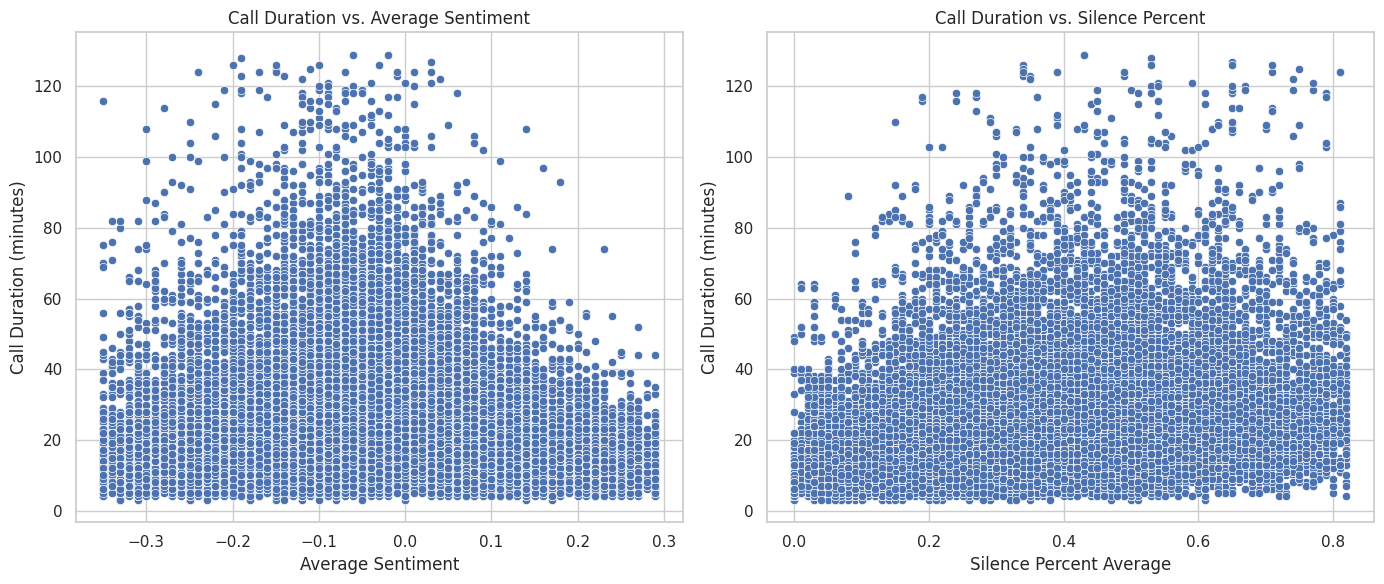 Call Duration vs. Average Sentiment
Call Duration (minutes)
120
100
80
60
40
20
0
−0.3 −0.2 −0.1 0.0 0.1 0.2 0.3
Average Sentiment
Call Duration vs. Silence Percent
Call Duration (minutes)
120
100
80
60
40
20
0
0.0 0.2 0.4 0.6 0.8
Silence Percent Average